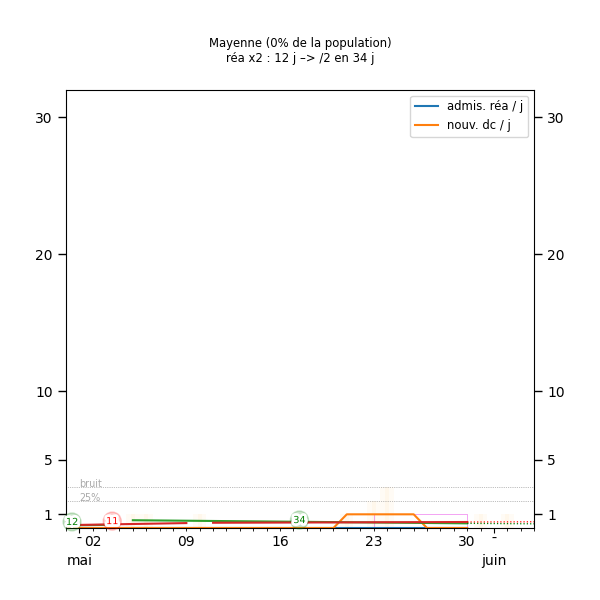 Mayenne (0% de la population)
réa x2 : 12 j –> /2 en 34 j
admis. réa / j
nouv. dc / j
30 30
20 20
10 10
5 5
bruit
25%
1 1
12 11 34
02 09 16 23 30
mai juin